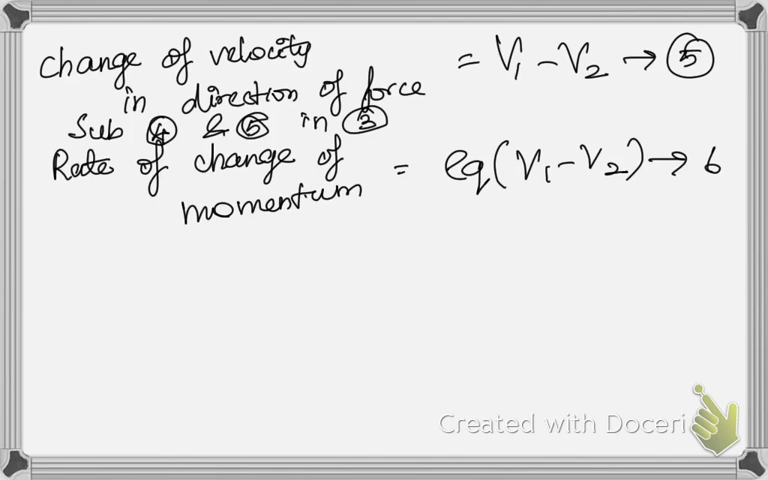 change of velocity = V1 - V2 → ⑤
in direction of force
Sub ④ & ⑤ in ③
Rate of change of = ρq(V1 - V2) → 6
momentum
Created with Doceri